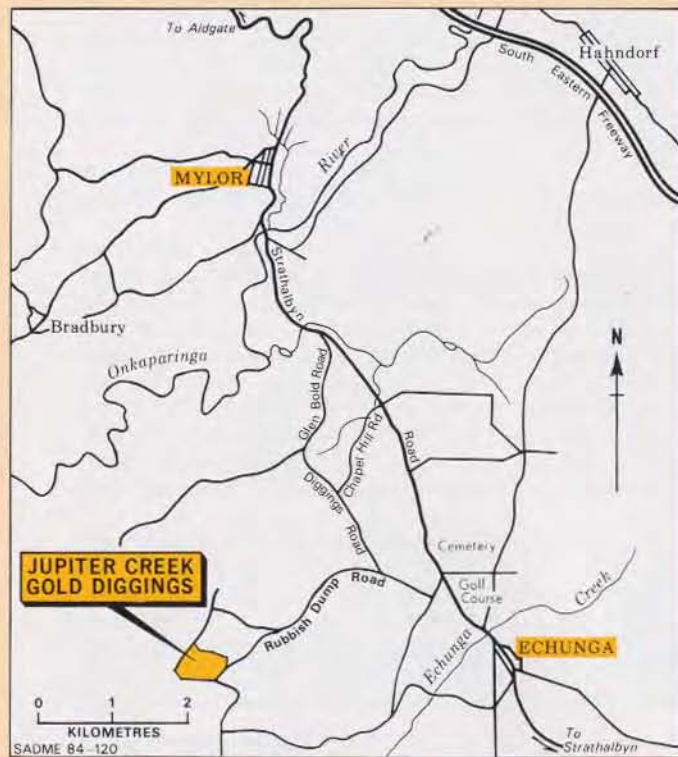 To Aldgate
South Eastern Freeway
Hahndorf
River
MYLOR
Strathalbyn
Bradbury
Onkaparinga
N
Glen Bold Road
Chapel Hill Rd
Road
Diggings
Road
JUPITER CREEK
GOLD DIGGINGS
Cemetery
Golf
Course
Creek
Rubbish Dump Road
Echunga
ECHUNGA
0 1 2
KILOMETRES
To
Strathalbyn
SADME 84-120